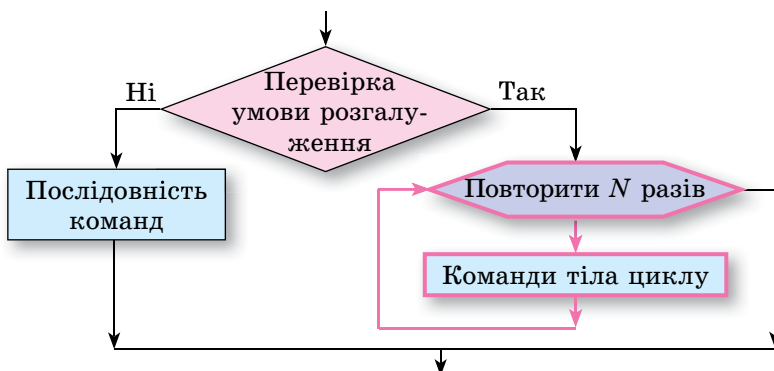 Перевірка
умови розгалу-
ження
Ні
Так
Послідовність
команд
Повторити N разів
Команди тіла циклу